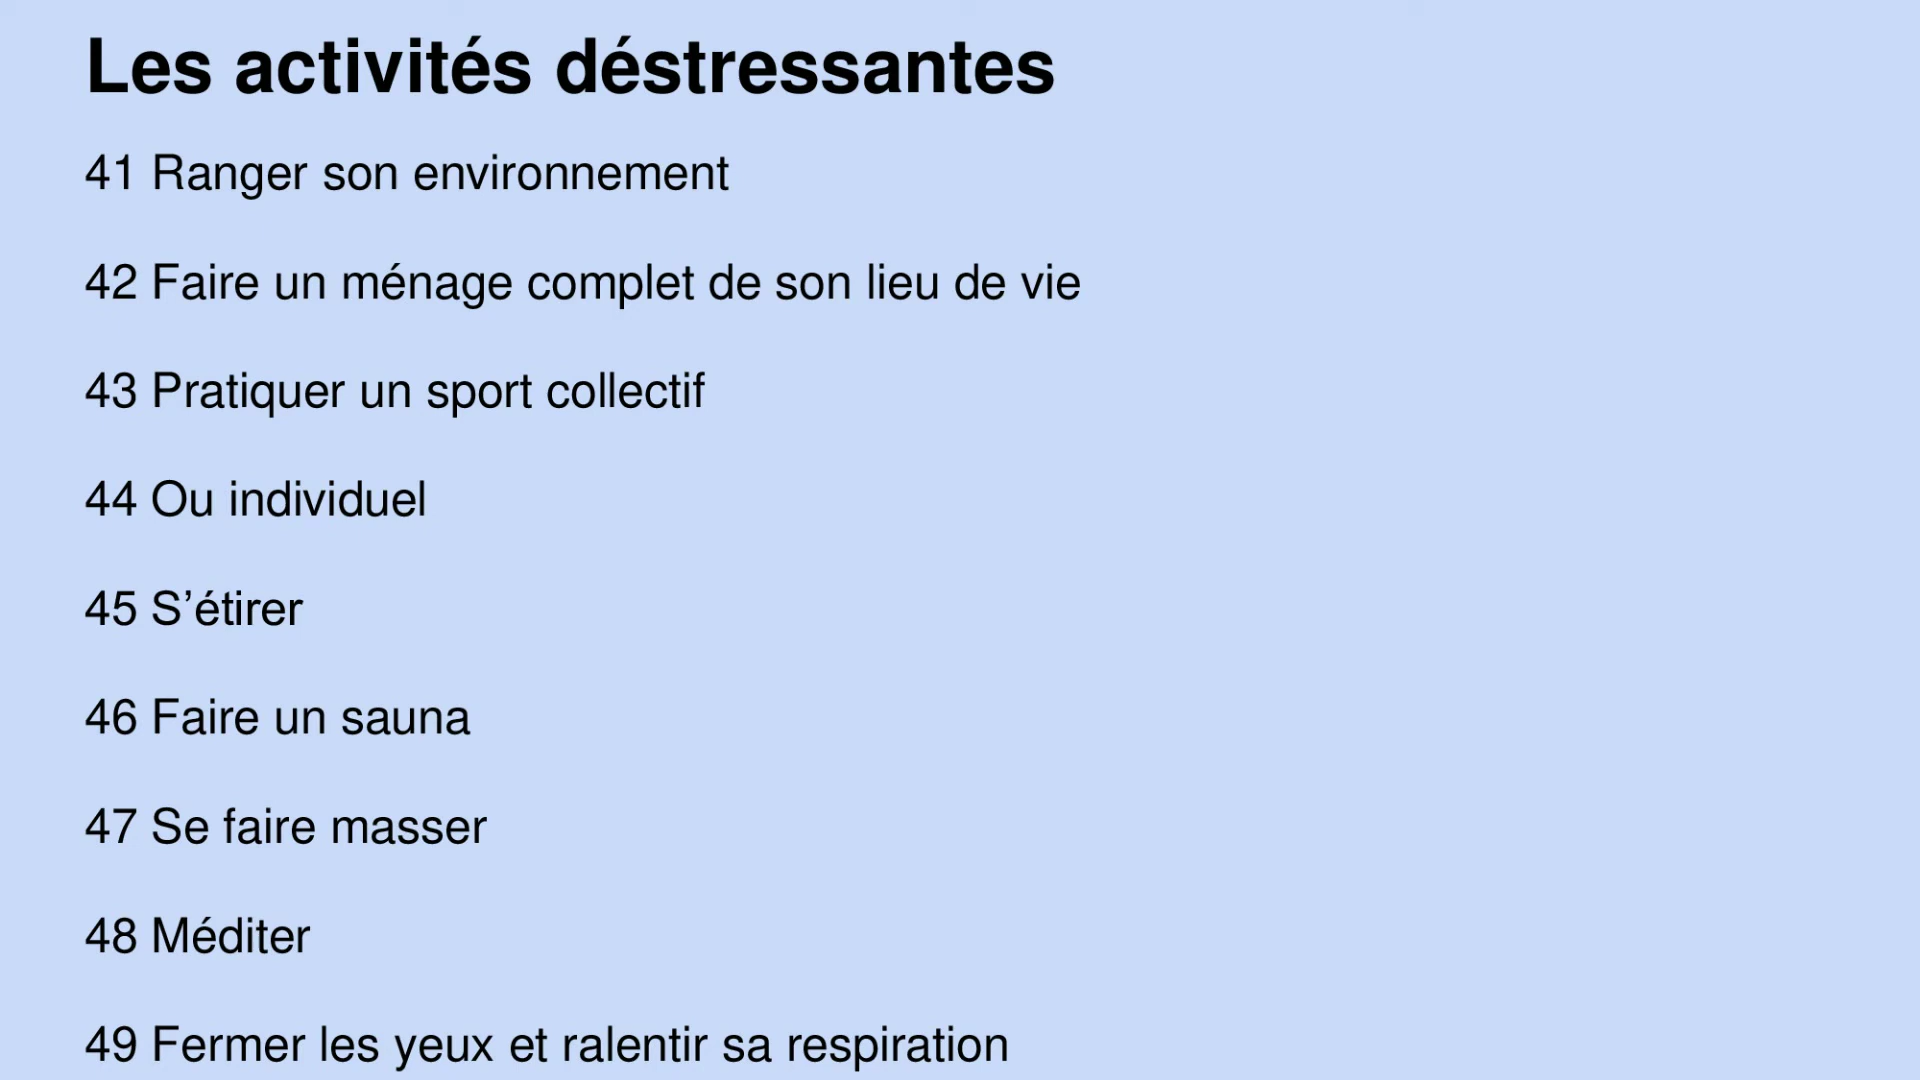 Les activités déstressantes
41 Ranger son environnement
42 Faire un ménage complet de son lieu de vie
43 Pratiquer un sport collectif
44 Ou individuel
45 S’étirer
46 Faire un sauna
47 Se faire masser
48 Méditer
49 Fermer les yeux et ralentir sa respiration